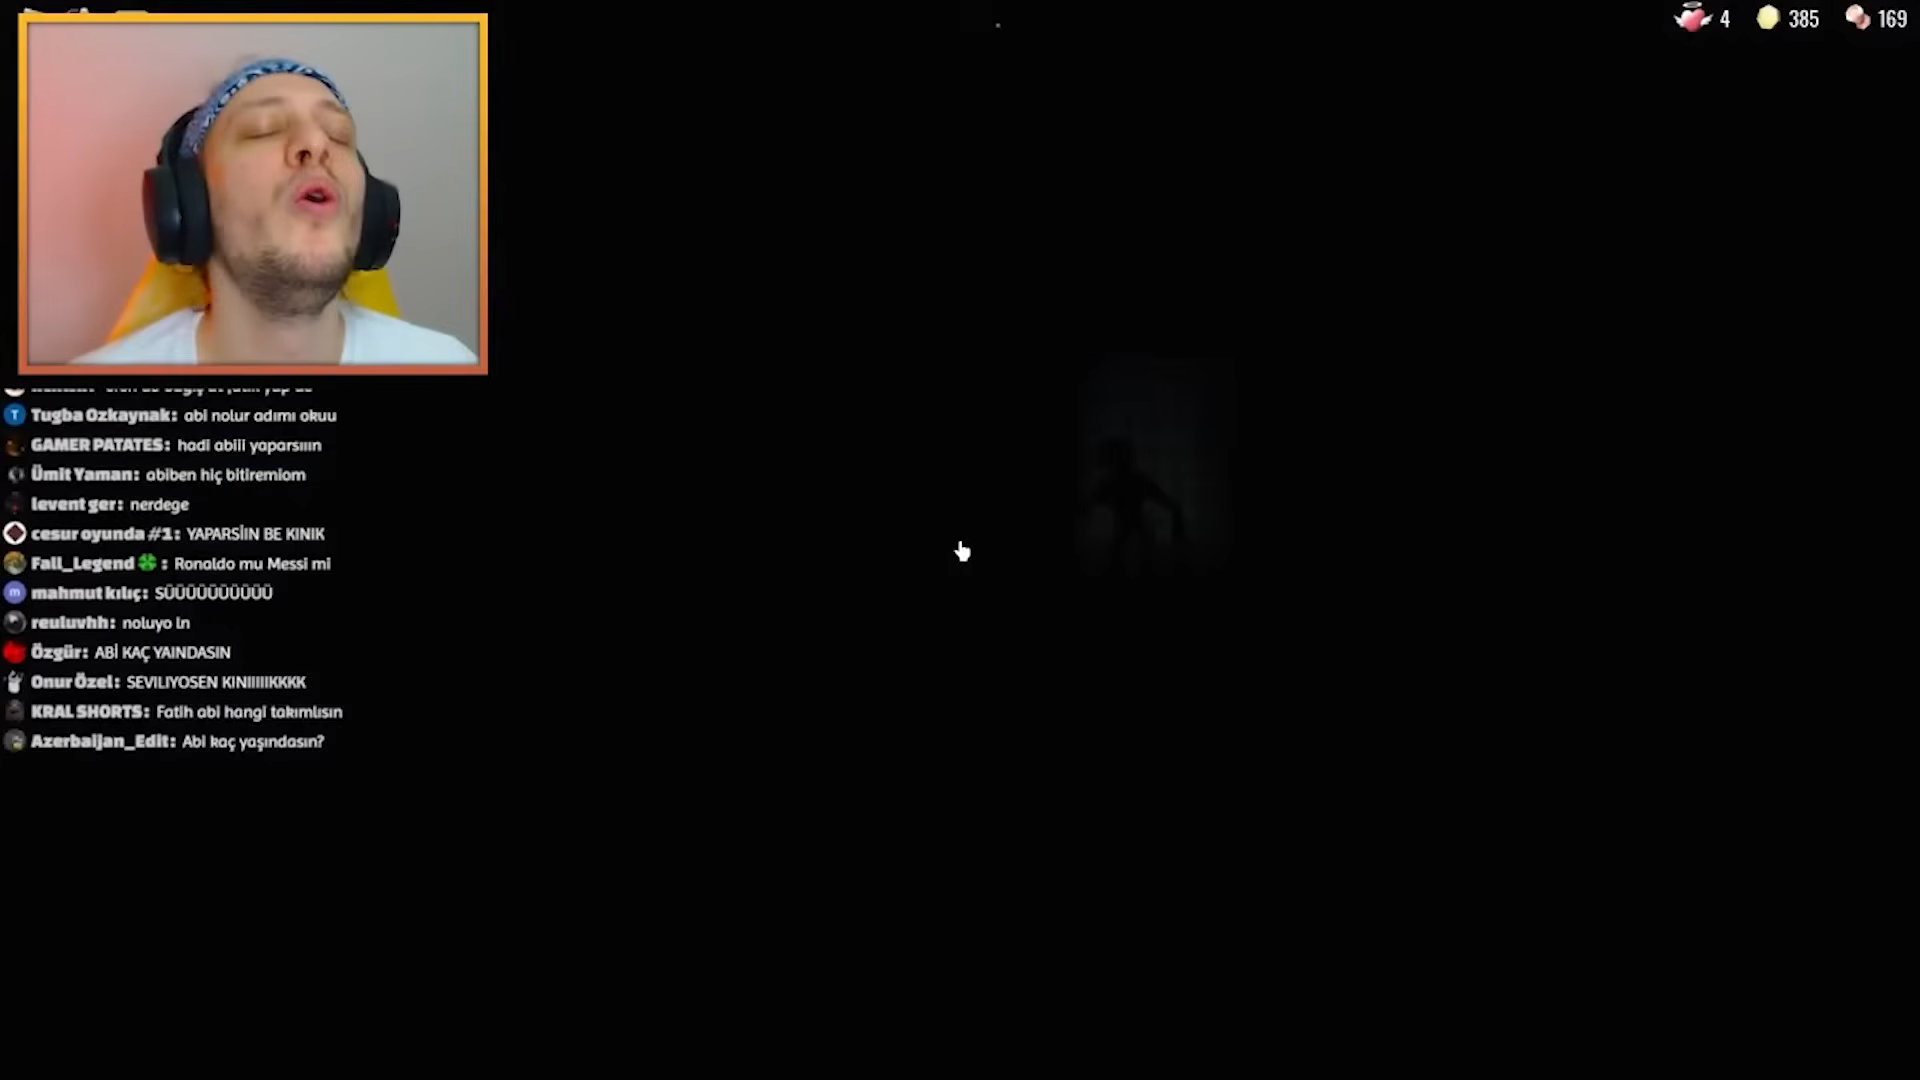 4 385 169
Tugba Ozkaynak: abi nolur adımı okuu
GAMER PATATES: hadi abiii yaparsıın
Ümit Yaman: abiben hiç bitiremiom
levent ger: nerdege
cesur oyunda #1: YAPARSİİN BE KINIK
Fall_Legend : Ronaldo mu Messi mi
mahmut kılıç: SÜÜÜÜÜÜÜÜÜÜ
reuluvhh: noluyo ln
Özgür: ABİ KAÇ YAINDASIN
Onur Özel: SEVILIYOSEN KINIIIIIKKKK
KRAL SHORTS: Fatih abi hangi takımlısın
Azerbaijan_Edit: Abi kaç yaşındasın?